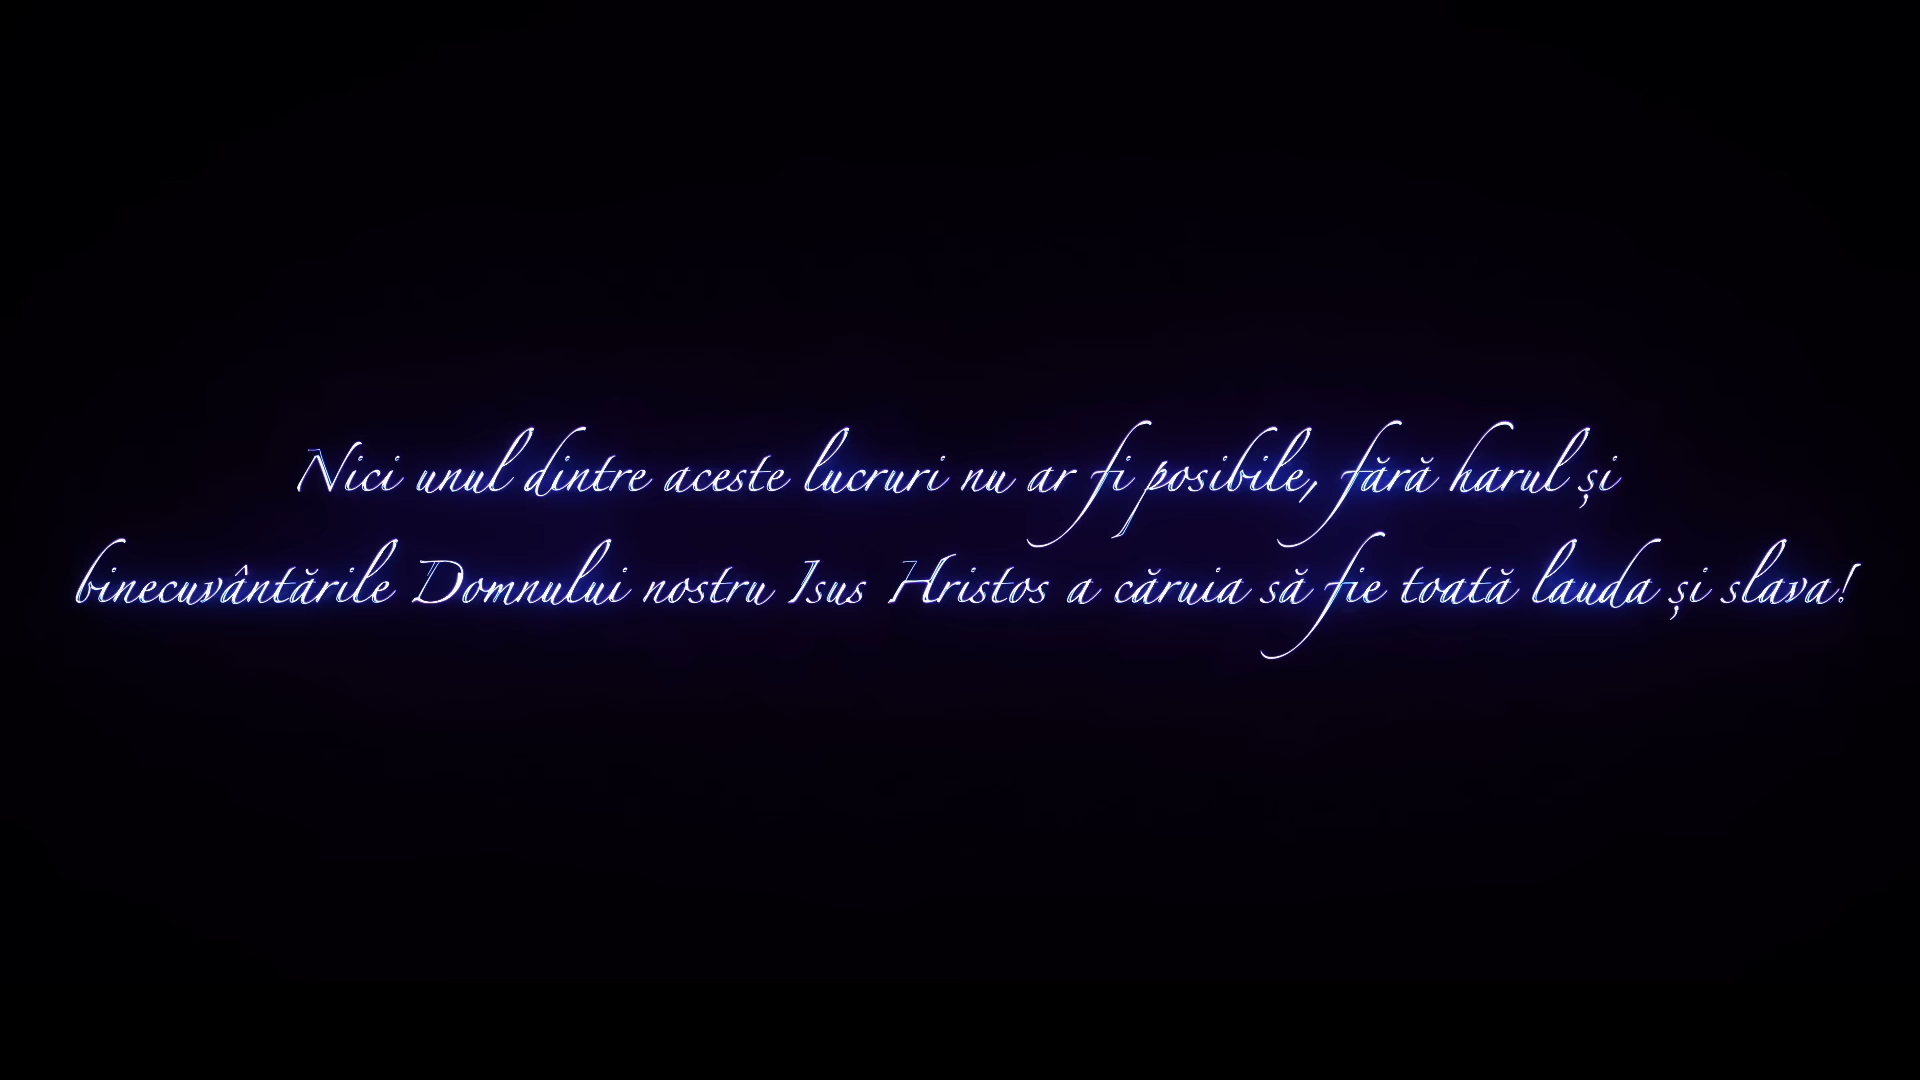 Nici unul dintre aceste lucruri nu ar fi posibile, fără harul și
binecuvântările Domnului nostru Isus Hristos a căruia să fie toată lauda și slava!